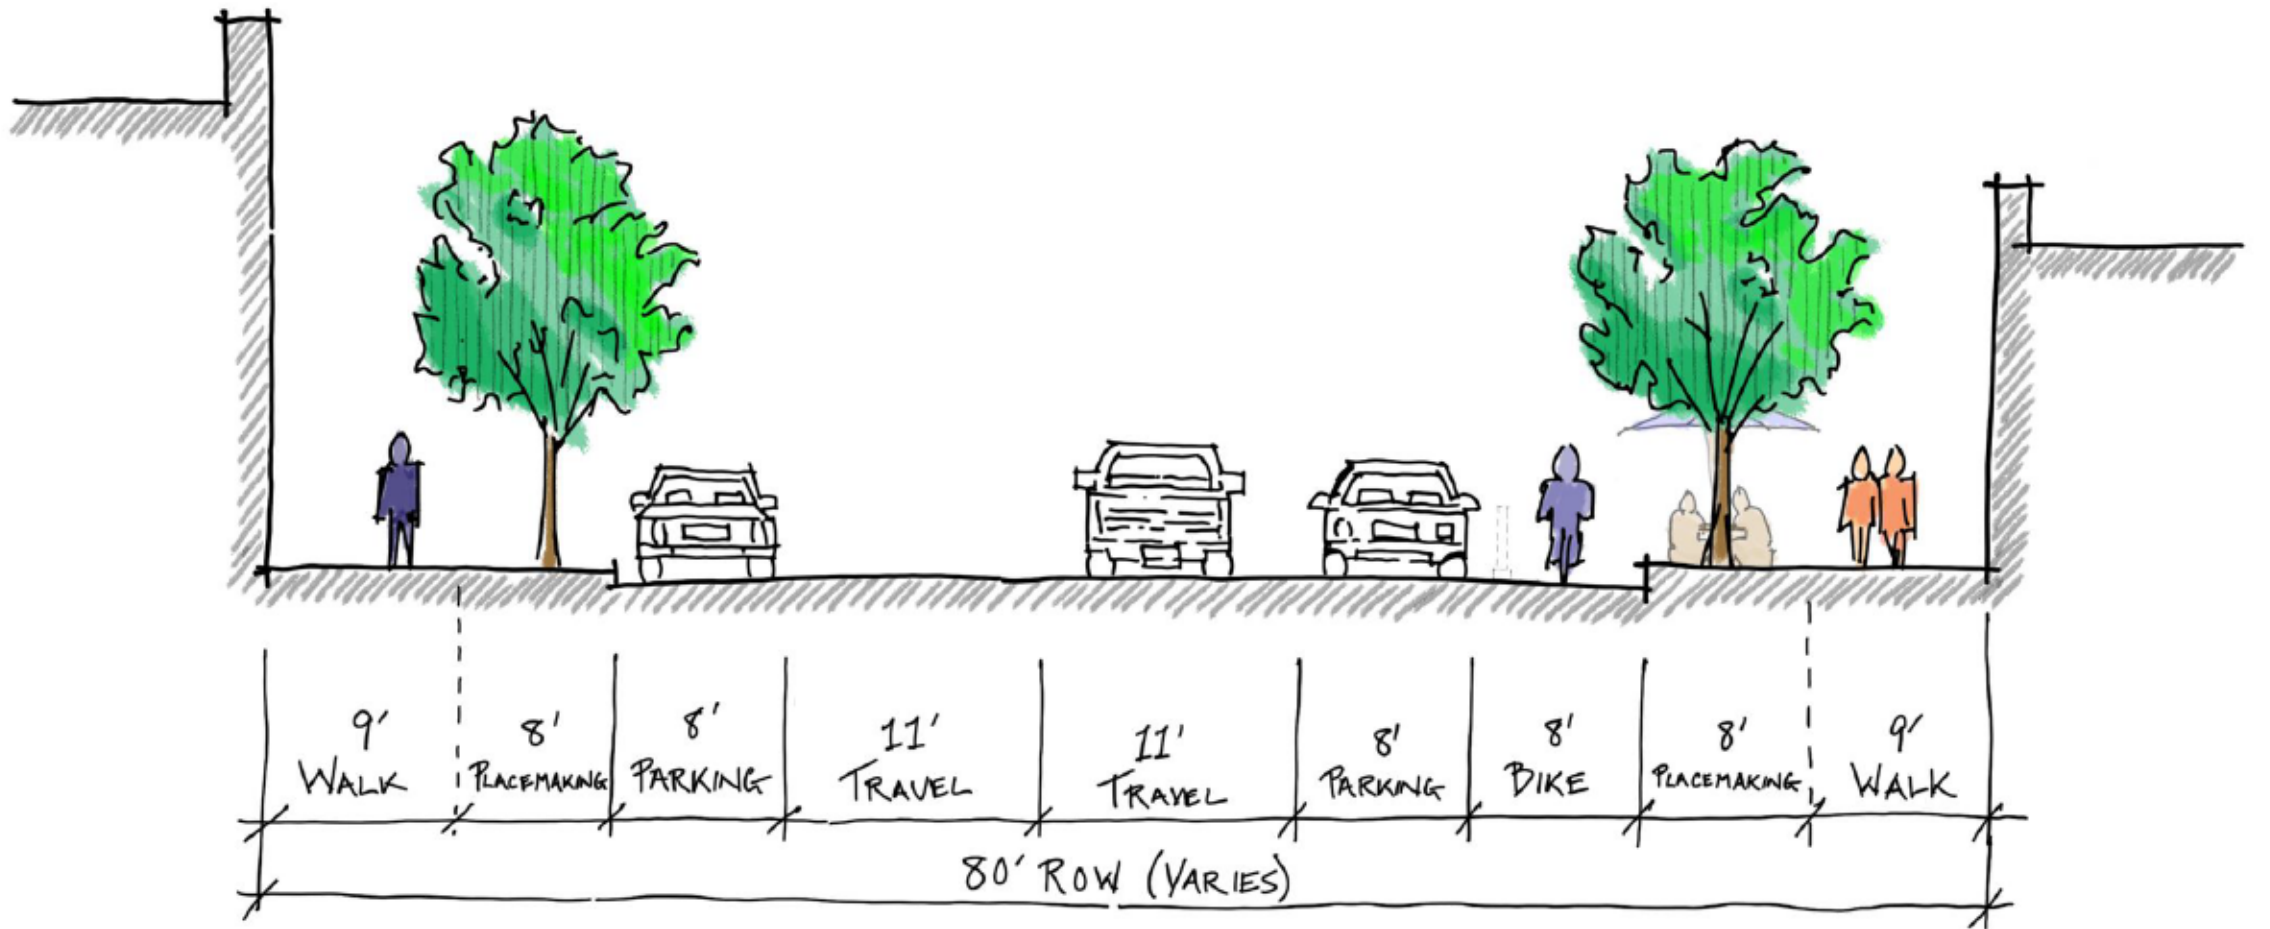 9' WALK
8' PLACEMAKING
8' PARKING
11' TRAVEL
11' TRAVEL
8' PARKING
8' BIKE
8' PLACEMAKING
9' WALK
80' ROW (VARIES)